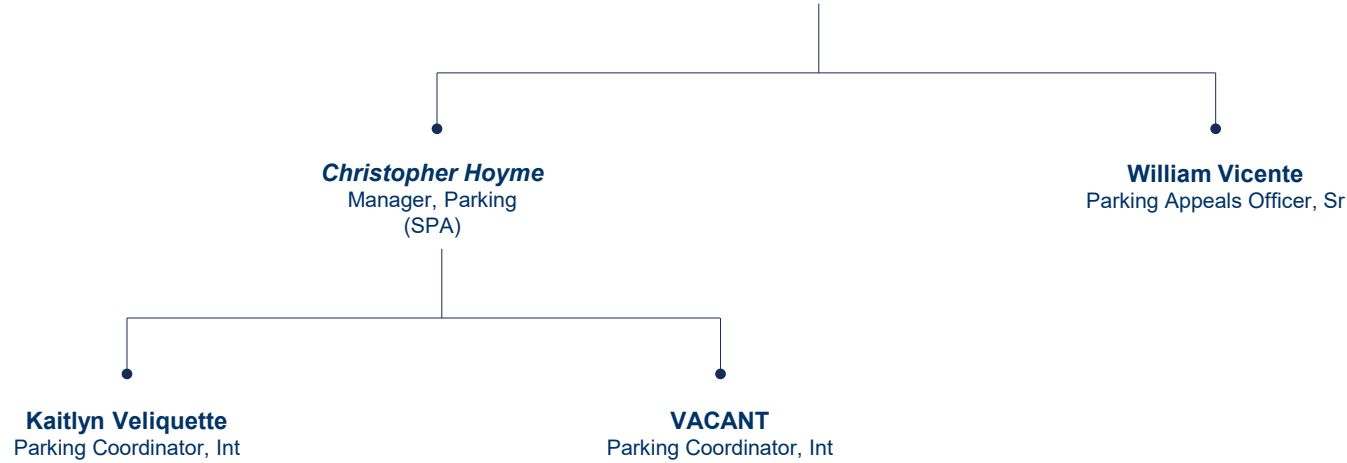 Christopher Hoyme
Manager, Parking
(SPA)
William Vicente
Parking Appeals Officer, Sr
Kaitlyn Veliquette
Parking Coordinator, Int
VACANT
Parking Coordinator, Int